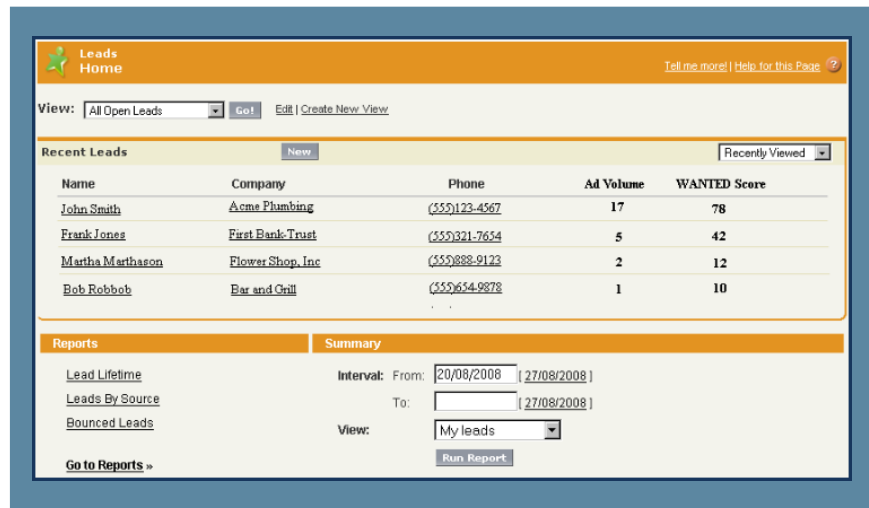 Leads
Home
Tell me more! | Help for this Page ?
View: All Open Leads Go! Edit | Create New View
Recent Leads New Recently Viewed
Name Company Phone Ad Volume WANTED Score
John Smith Acme Plumbing (555)123-4567 17 78
Frank Jones First Bank-Trust (555)321-7654 5 42
Martha Marthason Flower Shop, Inc (555)888-9123 2 12
Bob Robbob Bar and Grill (555)654-9878 1 10
Reports Summary
Lead Lifetime Interval: From: 20/08/2008 [ 27/08/2008 ]
Leads By Source To: [ 27/08/2008 ]
Bounced Leads View: My leads
Go to Reports » Run Report